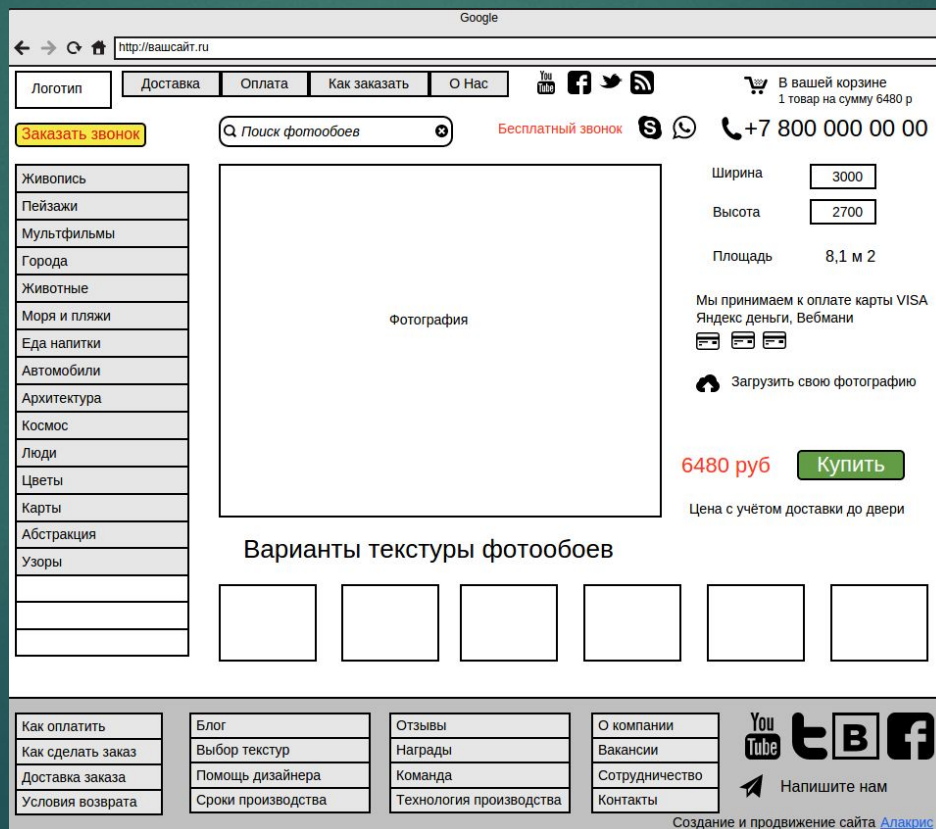 Google
http://вашсайт.ru
Логотип
Доставка
Оплата
Как заказать
О Нас
You Tube
В вашей корзине
1 товар на сумму 6480 р
Заказать звонок
Поиск фотообоев
Бесплатный звонок
+7 800 000 00 00
Живопись
Пейзажи
Мультфильмы
Города
Животные
Моря и пляжи
Еда напитки
Автомобили
Архитектура
Космос
Люди
Цветы
Карты
Абстракция
Узоры
Фотография
Ширина
3000
Высота
2700
Площадь
8,1 м 2
Мы принимаем к оплате карты VISA
Яндекс деньги, Вебмани
Загрузить свою фотографию
6480 руб
Купить
Цена с учётом доставки до двери
Варианты текстуры фотообоев
Как оплатить
Как сделать заказ
Доставка заказа
Условия возврата
Блог
Выбор текстур
Помощь дизайнера
Сроки производства
Отзывы
Награды
Команда
Технология производства
О компании
Вакансии
Сотрудничество
Контакты
You Tube
B
Напишите нам
Создание и продвижение сайта Алакрис